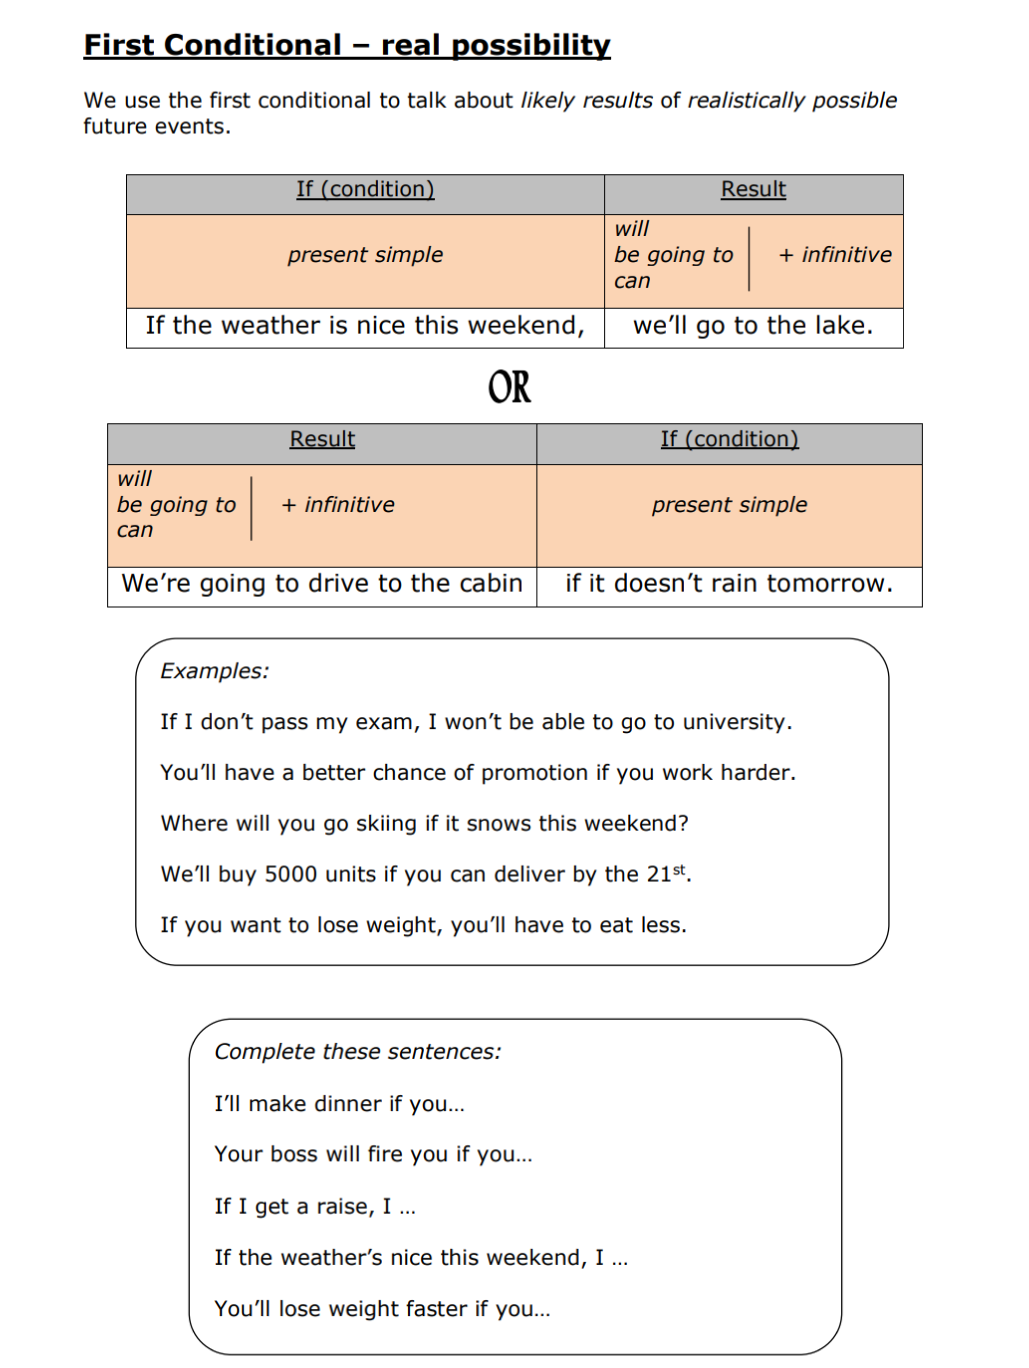 First Conditional – real possibility
We use the first conditional to talk about likely results of realistically possible
future events.
If (condition)
Result
present simple
will
be going to
can
+ infinitive
If the weather is nice this weekend,
we’ll go to the lake.
OR
Result
If (condition)
will
be going to
can
+ infinitive
present simple
We’re going to drive to the cabin
if it doesn’t rain tomorrow.
Examples:
If I don’t pass my exam, I won’t be able to go to university.
You’ll have a better chance of promotion if you work harder.
Where will you go skiing if it snows this weekend?
We’ll buy 5000 units if you can deliver by the 21st.
If you want to lose weight, you’ll have to eat less.
Complete these sentences:
I’ll make dinner if you…
Your boss will fire you if you…
If I get a raise, I …
If the weather’s nice this weekend, I …
You’ll lose weight faster if you…